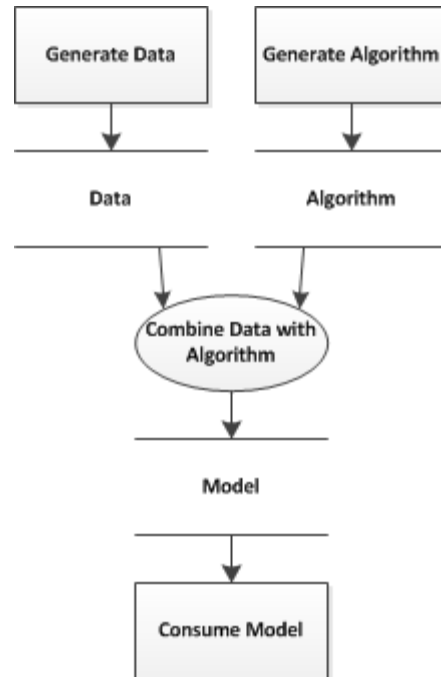 Generate Data
Generate Algorithm
Data
Algorithm
Combine Data with
Algorithm
Model
Consume Model